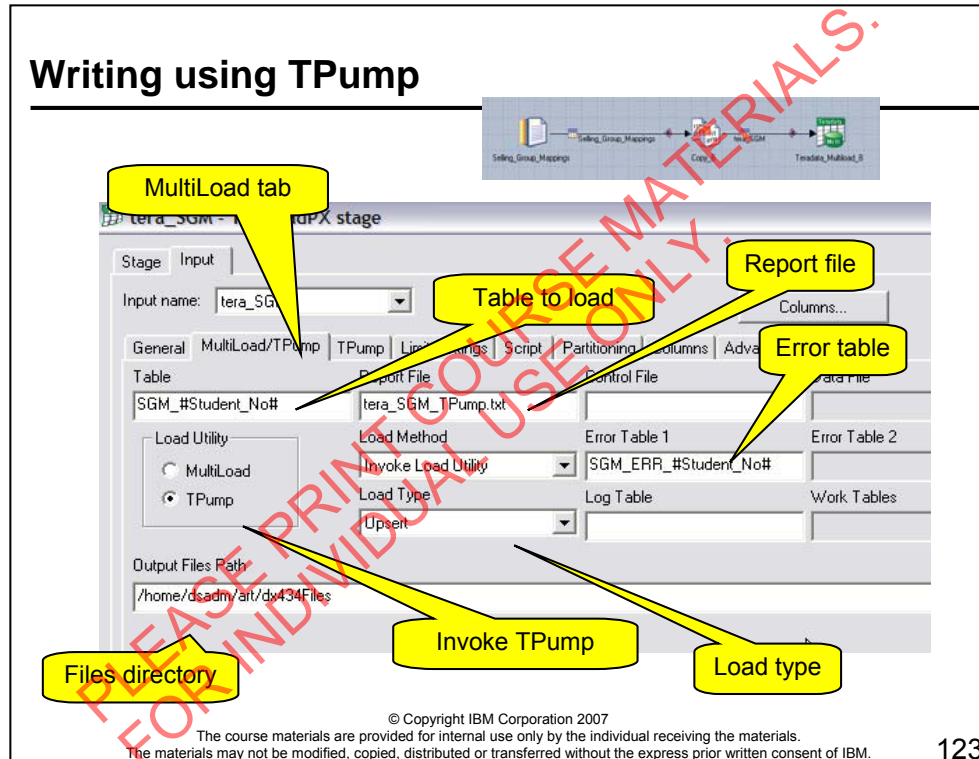 Writing using TPump
Selling_Group_Mappings
Selling_Group_Mappings
Copy_B
tera_SGM
Teradata_Multiload_B
MultiLoad tab
tera_SGM - stage
Stage Input
Report file
Input name: tera_SG
Table to load
Columns...
General MultiLoad/TPump TPump Script Partitioning Columns
Error table
Table Report File Control File Data File
SGM_#Student_No# tera_SGM_TPump.txt
Load Utility Load Method Error Table 1 Error Table 2
MultiLoad Invoke Load Utility SGM_ERR_#Student_No#
TPump Load Type Log Table Work Tables
Upsert
Output Files Path
/home/dsadm/art/dx434Files
Invoke TPump
Load type
Files directory
PLEASE PRINT COURSE MATERIALS.
FOR INDIVIDUAL USE ONLY.
© Copyright IBM Corporation 2007
The course materials are provided for internal use only by the individual receiving the materials.
The materials may not be modified, copied, distributed or transferred without the express prior written consent of IBM.
123